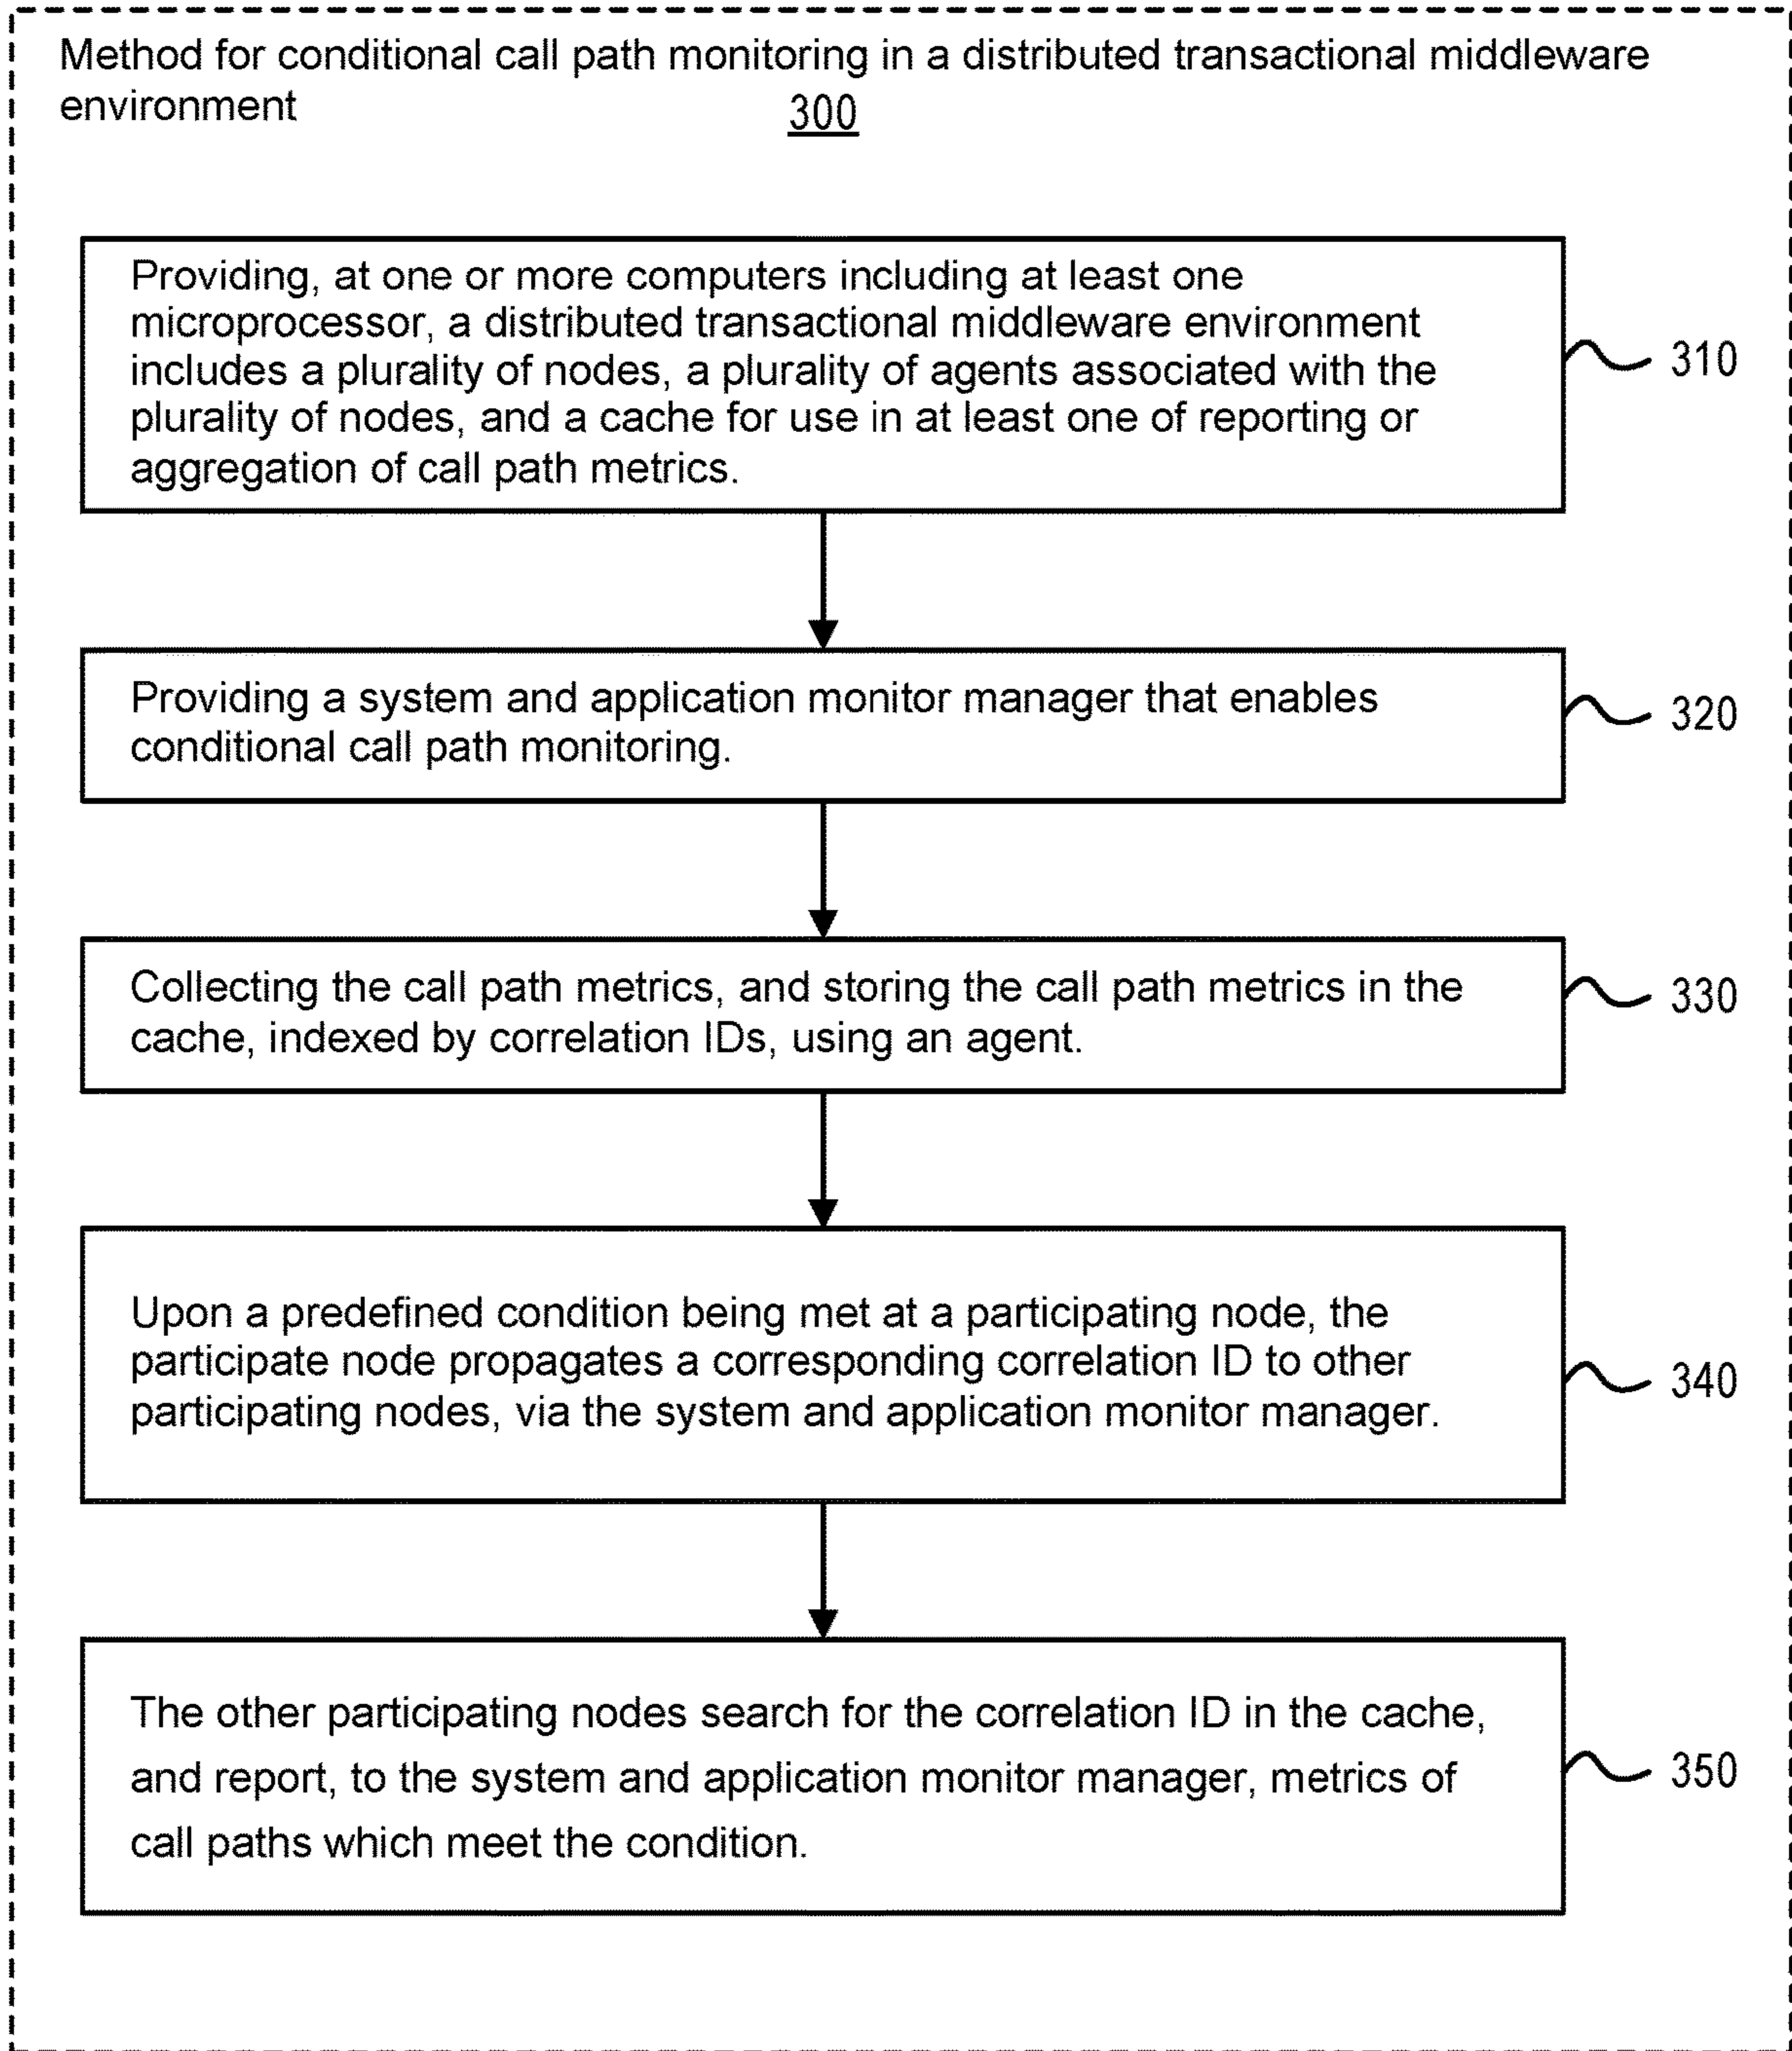 Method for conditional call path monitoring in a distributed transactional middleware
environment
300
Providing, at one or more computers including at least one
microprocessor, a distributed transactional middleware environment
includes a plurality of nodes, a plurality of agents associated with the
plurality of nodes, and a cache for use in at least one of reporting or
aggregation of call path metrics.
310
Providing a system and application monitor manager that enables
conditional call path monitoring.
320
Collecting the call path metrics, and storing the call path metrics in the
cache, indexed by correlation IDs, using an agent.
330
Upon a predefined condition being met at a participating node, the
participate node propagates a corresponding correlation ID to other
participating nodes, via the system and application monitor manager.
340
The other participating nodes search for the correlation ID in the cache,
and report, to the system and application monitor manager, metrics of
call paths which meet the condition.
350